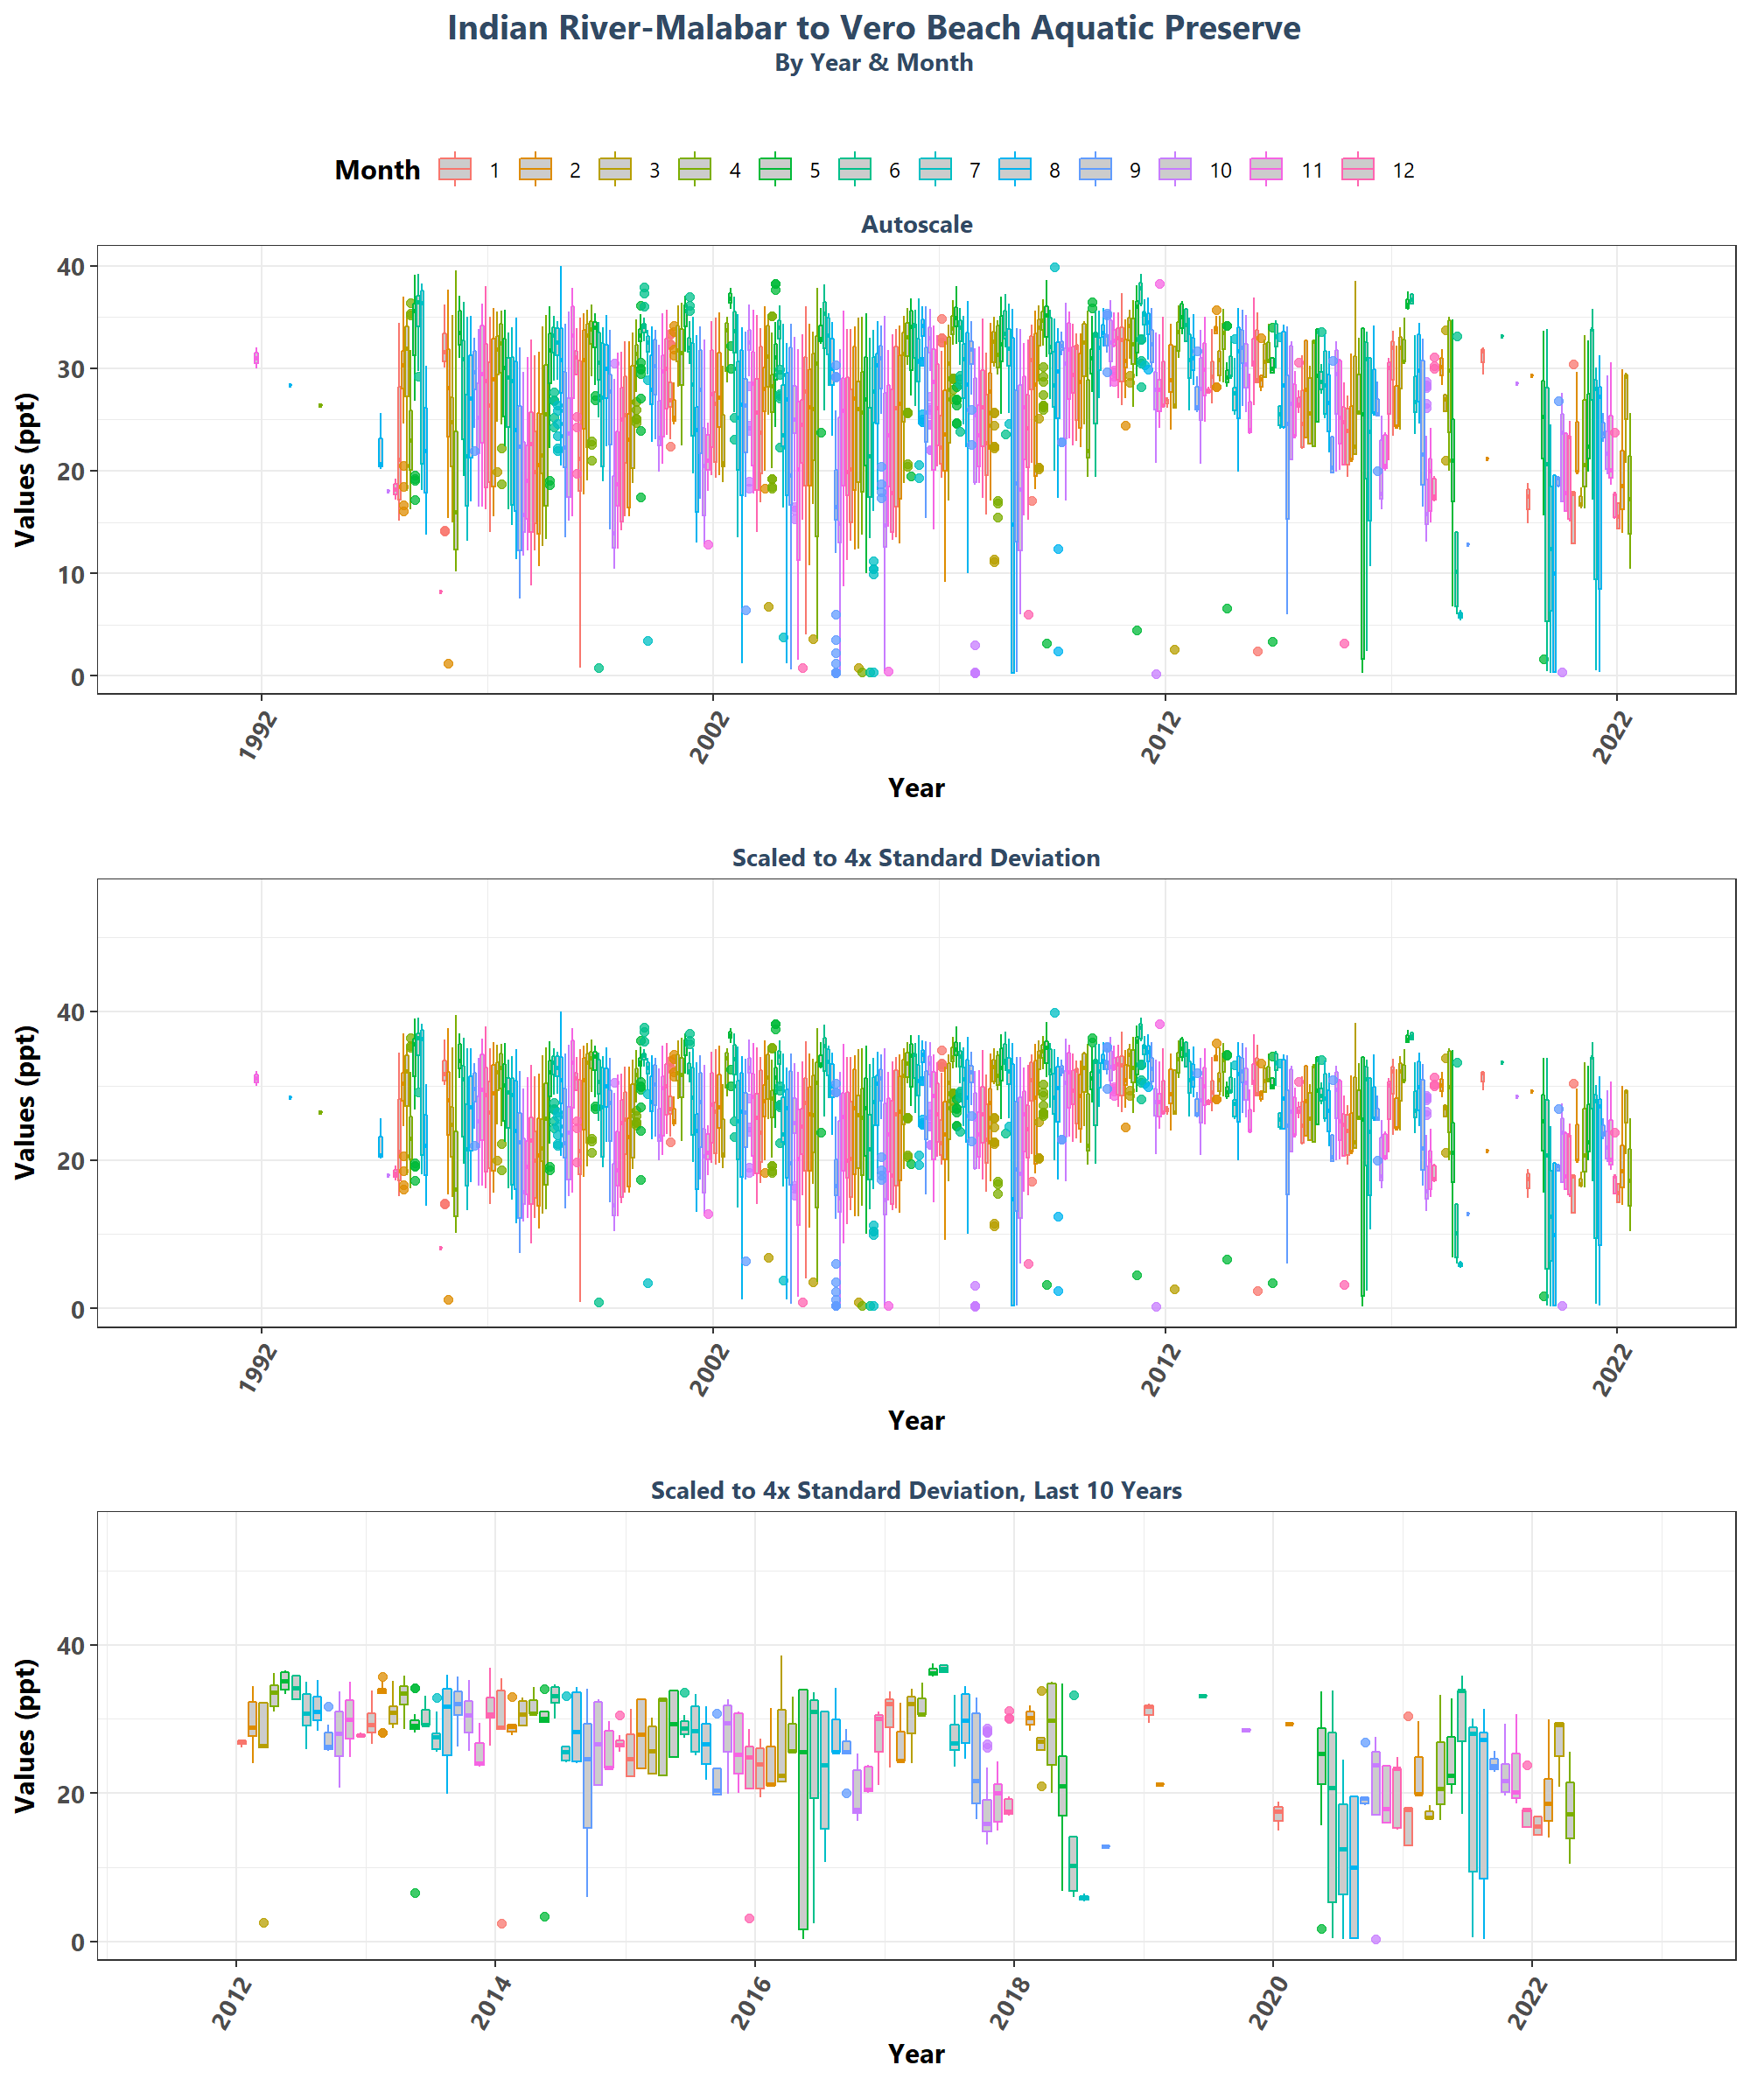 Indian River-Malabar to Vero Beach Aquatic Preserve
By Year & Month
Month 1 2 3 4 5 6 7 8 9 10 11 12
Autoscale
Values (ppt)
40
30
20
10
0
1992 2002 2012 2022
Year
Scaled to 4x Standard Deviation
Values (ppt)
40
20
0
1992 2002 2012 2022
Year
Scaled to 4x Standard Deviation, Last 10 Years
Values (ppt)
40
20
0
2012 2014 2016 2018 2020 2022
Year